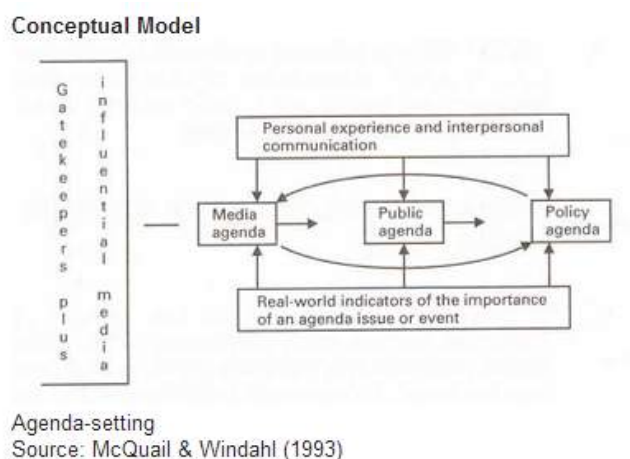 Conceptual Model
Gatekeepers plus
influential media
Personal experience and interpersonal
communication
Media
agenda
Public
agenda
Policy
agenda
Real-world indicators of the importance
of an agenda issue or event
Agenda-setting
Source: McQuail & Windahl (1993)